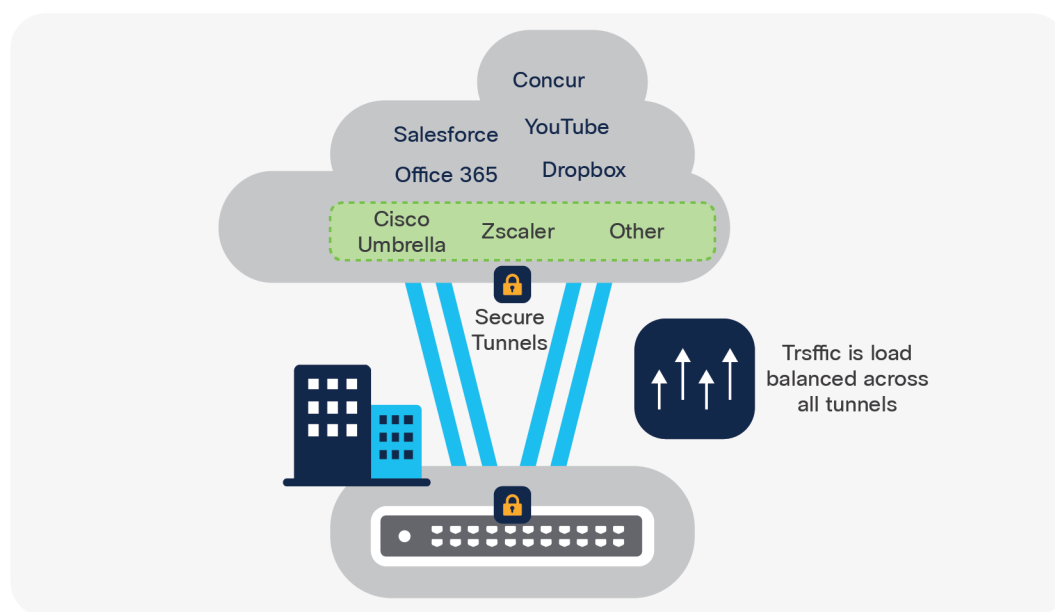 Concur
Salesforce
YouTube
Office 365
Dropbox
Cisco
Umbrella
Zscaler
Other
Secure
Tunnels
Trsffic is load
balanced across
all tunnels